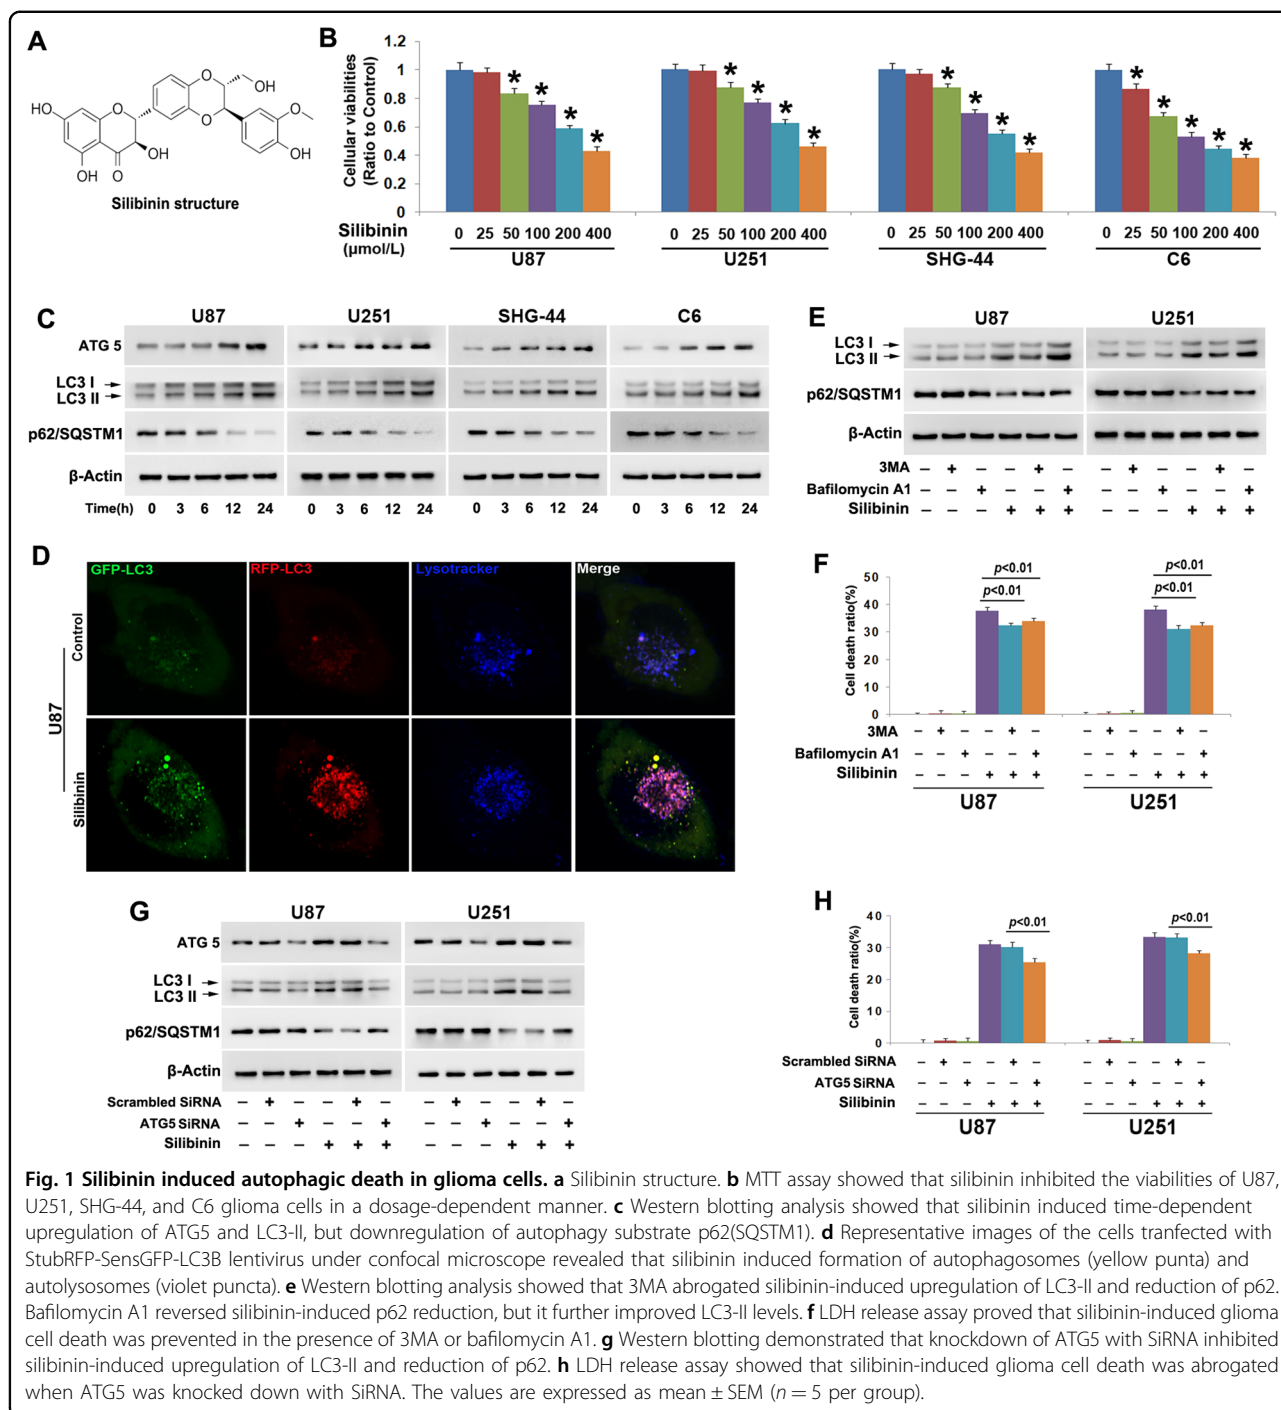 A
HO
OH
O
O
HO
O
O
OH
O
OH
Silibinin structure
B
Cellular viabilities
(Ratio to Control)
1.2
1
0.8
0.6
0.4
0.2
0
* * * *
* * * *
* * * *
* * * * *
Silibinin
(µmol/L)
0 25 50 100 200 400 0 25 50 100 200 400 0 25 50 100 200 400 0 25 50 100 200 400
U87 U251 SHG-44 C6
C
U87 U251 SHG-44 C6
ATG 5
LC3 I
LC3 II
p62/SQSTM1
β-Actin
Time(h) 0 3 6 12 24 0 3 6 12 24 0 3 6 12 24 0 3 6 12 24
E
U87 U251
LC3 I
LC3 II
p62/SQSTM1
β-Actin
3MA – + – – + – – + – – + –
Bafilomycin A1 – – + – – + – – + – – +
Silibinin – – – + + + – – – + + +
D
GFP-LC3 RFP-LC3 Lysotracker Merge
U87
Control
Silibinin
F
Cell death ratio(%)
50
40
30
20
10
0
p<0.01
p<0.01
p<0.01
p<0.01
3MA – + – – + – – + – – + –
Bafilomycin A1 – – + – – + – – + – – +
Silibinin – – – + + + – – – + + +
U87 U251
G
U87 U251
ATG 5
LC3 I
LC3 II
p62/SQSTM1
β-Actin
Scrambled SiRNA – + – – + – – + – – + –
ATG5 SiRNA – – + – – + – – + – – +
Silibinin – – – + + + – – – + + +
H
Cell death ratio(%)
40
30
20
10
0
p<0.01
p<0.01
Scrambled SiRNA – + – – + – – + – – + –
ATG5 SiRNA – – + – – + – – + – – +
Silibinin – – – + + + – – – + + +
U87 U251
Fig. 1 Silibinin induced autophagic death in glioma cells. a Silibinin structure. b MTT assay showed that silibinin inhibited the viabilities of U87,
U251, SHG-44, and C6 glioma cells in a dosage-dependent manner. c Western blotting analysis showed that silibinin induced time-dependent
upregulation of ATG5 and LC3-II, but downregulation of autophagy substrate p62(SQSTM1). d Representative images of the cells tranfected with
StubRFP-SensGFP-LC3B lentivirus under confocal microscope revealed that silibinin induced formation of autophagosomes (yellow punta) and
autolysosomes (violet puncta). e Western blotting analysis showed that 3MA abrogated silibinin-induced upregulation of LC3-II and reduction of p62.
Bafilomycin A1 reversed silibinin-induced p62 reduction, but it further improved LC3-II levels. f LDH release assay proved that silibinin-induced glioma
cell death was prevented in the presence of 3MA or bafilomycin A1. g Western blotting demonstrated that knockdown of ATG5 with SiRNA inhibited
silibinin-induced upregulation of LC3-II and reduction of p62. h LDH release assay showed that silibinin-induced glioma cell death was abrogated
when ATG5 was knocked down with SiRNA. The values are expressed as mean ± SEM (n = 5 per group).